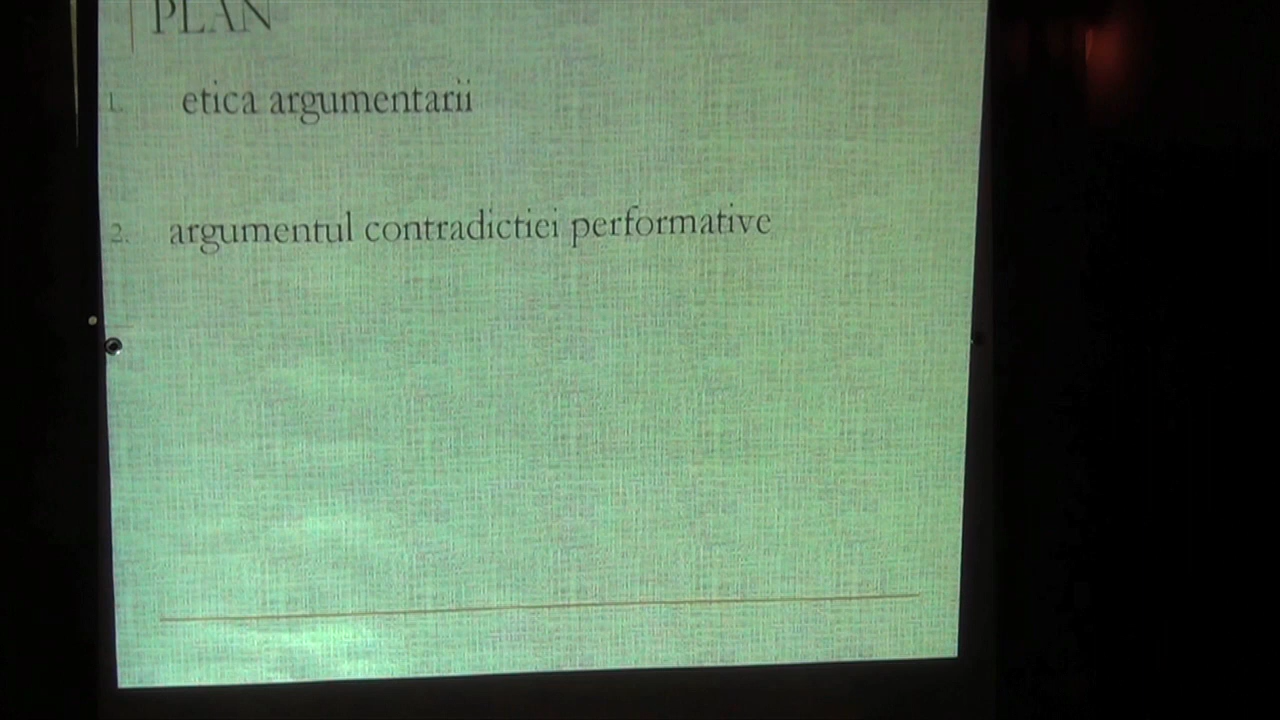 PLAN
1. etica argumentarii
2. argumentul contradictiei performative